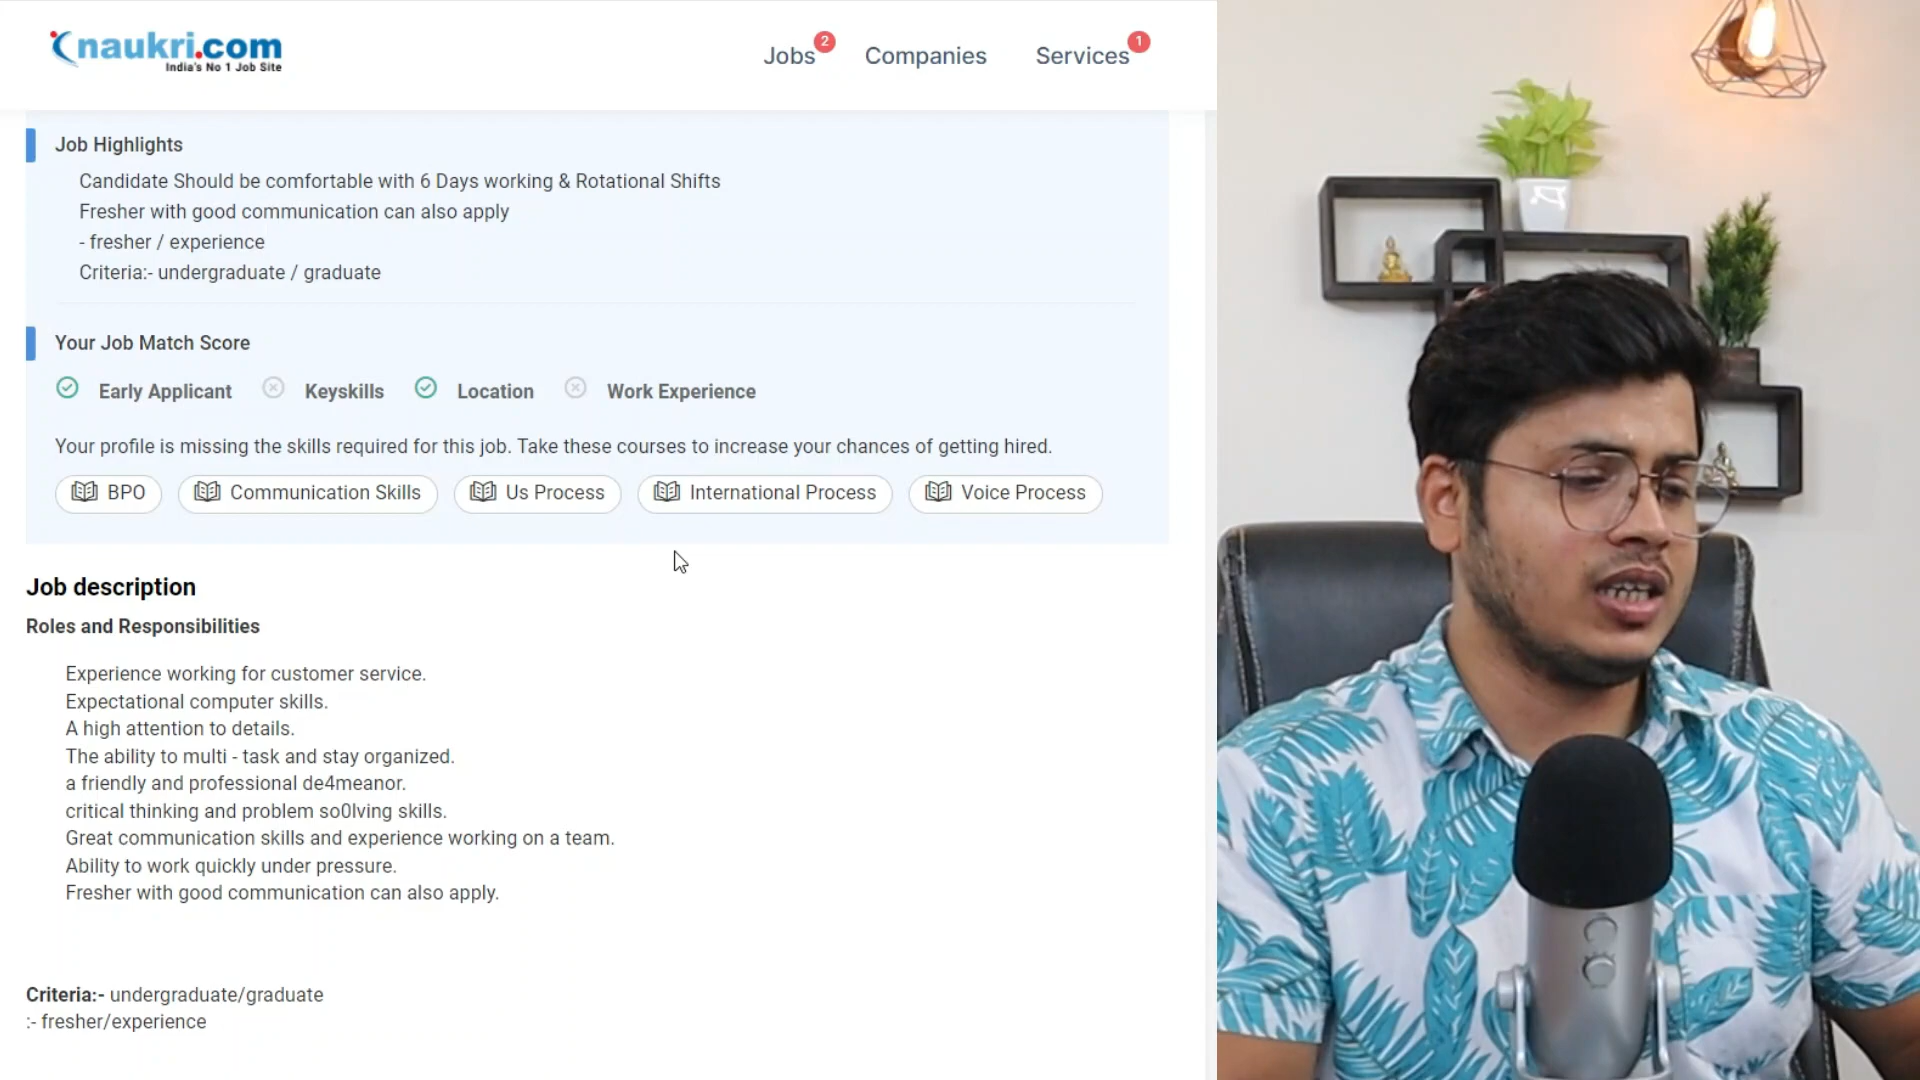 naukri.com
India's No 1 Job Site
Jobs 2
Companies
Services 1
Job Highlights
Candidate Should be comfortable with 6 Days working & Rotational Shifts
Fresher with good communication can also apply
- fresher / experience
Criteria:- undergraduate / graduate
Your Job Match Score
Early Applicant Keyskills Location Work Experience
Your profile is missing the skills required for this job. Take these courses to increase your chances of getting hired.
BPO Communication Skills Us Process International Process Voice Process
Job description
Roles and Responsibilities
Experience working for customer service.
Expectational computer skills.
A high attention to details.
The ability to multi - task and stay organized.
a friendly and professional de4meanor.
critical thinking and problem so0lving skills.
Great communication skills and experience working on a team.
Ability to work quickly under pressure.
Fresher with good communication can also apply.
Criteria:- undergraduate/graduate
:- fresher/experience